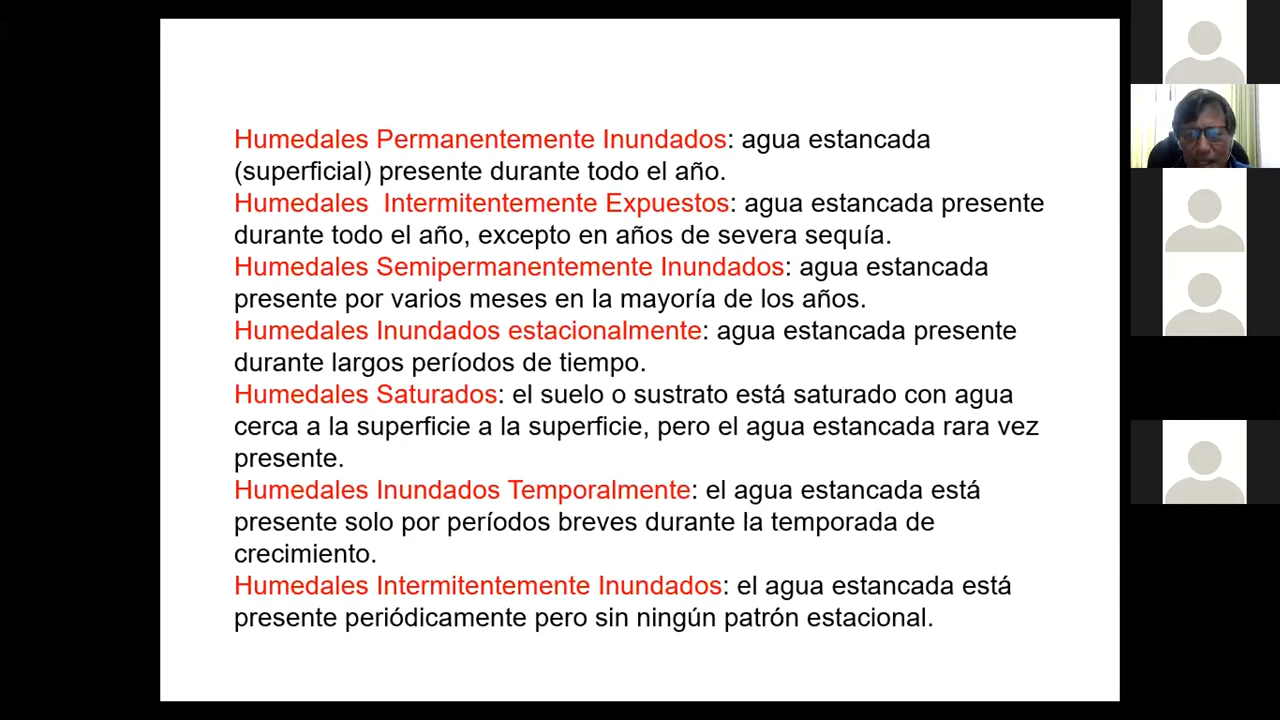 Humedales Permanentemente Inundados: agua estancada
(superficial) presente durante todo el año.
Humedales  Intermitentemente Expuestos: agua estancada presente
durante todo el año, excepto en años de severa sequía.
Humedales Semipermanentemente Inundados: agua estancada
presente por varios meses en la mayoría de los años.
Humedales Inundados estacionalmente: agua estancada presente
durante largos períodos de tiempo.
Humedales Saturados: el suelo o sustrato está saturado con agua
cerca a la superficie a la superficie, pero el agua estancada rara vez
presente.
Humedales Inundados Temporalmente: el agua estancada está
presente solo por períodos breves durante la temporada de
crecimiento.
Humedales Intermitentemente Inundados: el agua estancada está
presente periódicamente pero sin ningún patrón estacional.